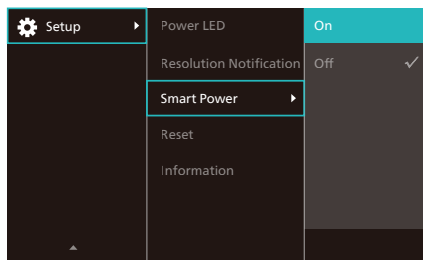 Setup
Power LED
Resolution Notification
Smart Power
Reset
Information
On
Off